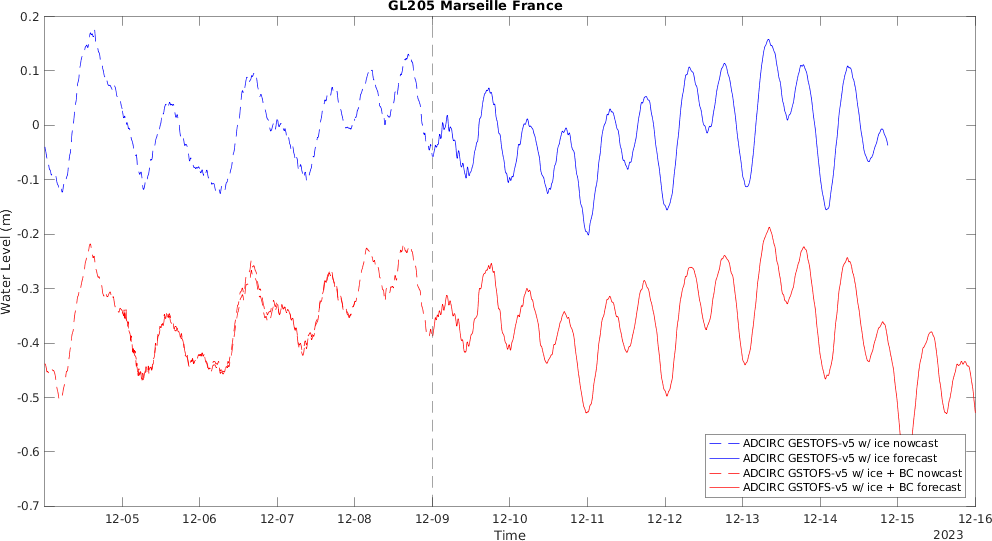 GL205 Marseille France
0.2
0.1
0
-0.1
-0.2
-0.3
-0.4
-0.5
-0.6
-0.7
Water Level (m)
12-05 12-06 12-07 12-08 12-09 12-10 12-11 12-12 12-13 12-14 12-15 12-16
Time
2023
ADCIRC GESTOFS-v5 w/ ice nowcast
ADCIRC GESTOFS-v5 w/ ice forecast
ADCIRC GSTOFS-v5 w/ ice + BC nowcast
ADCIRC GSTOFS-v5 w/ ice + BC forecast